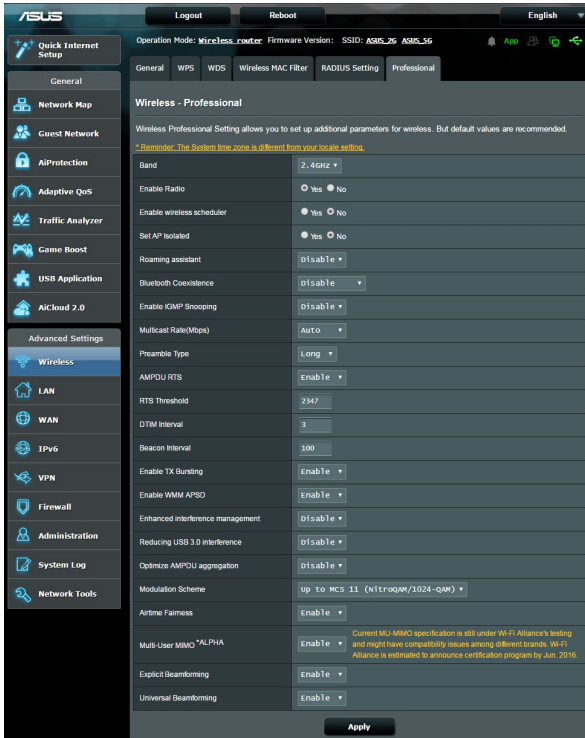 ASUS
Logout
Reboot
English
Quick Internet
Setup
General
Network Map
Guest Network
AiProtection
Adaptive QoS
Traffic Analyzer
Game Boost
USB Application
AiCloud 2.0
Advanced Settings
Wireless
LAN
WAN
IPv6
VPN
Firewall
Administration
System Log
Network Tools
Operation Mode: Wireless router Firmware Version: SSID: ASUS_2G ASUS_5G
App
General WPS WDS Wireless MAC Filter RADIUS Setting Professional
Wireless - Professional
Wireless Professional Setting allows you to set up additional parameters for wireless. But default values are recommended.
* Reminder: The System time zone is different from your locale setting.
Band 2.4GHz
Enable Radio Yes No
Enable wireless scheduler Yes No
Set AP Isolated Yes No
Roaming assistant Disable
Bluetooth Coexistence Disable
Enable IGMP Snooping Disable
Multicast Rate(Mbps) Auto
Preamble Type Long
AMPDU RTS Enable
RTS Threshold 2347
DTIM Interval 3
Beacon Interval 100
Enable TX Bursting Enable
Enable WMM APSD Enable
Enhanced interference management Disable
Reducing USB 3.0 interference Disable
Optimize AMPDU aggregation Disable
Modulation Scheme Up to MCS 11 (NitroQAM/1024-QAM)
Airtime Fairness Enable
Multi-User MIMO *ALPHA Enable
Current MU-MIMO specification is still under Wi-Fi Alliance's testing
and might have compatibility issues among different brands. Wi-Fi
Alliance is estimated to announce certification program by Jun. 2016.
Explicit Beamforming Enable
Universal Beamforming Enable
Apply